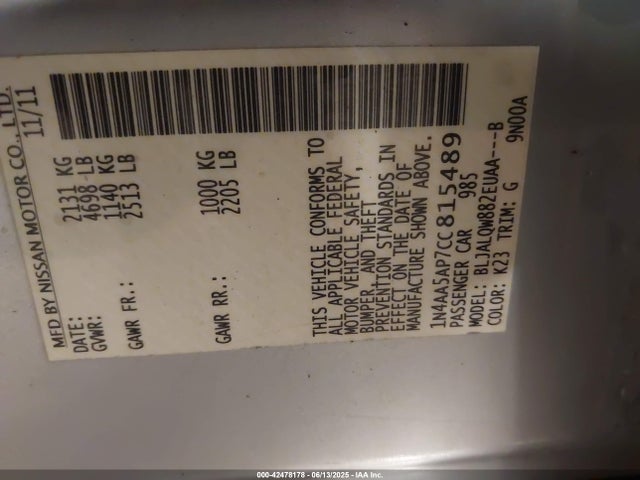 MFD BY NISSAN MOTOR CO., LTD.
DATE: 11/11
GVWR: 2131 KG
4698 LB
GAWR FR.: 1140 KG
2513 LB
GAWR RR.: 1000 KG
2205 LB
THIS VEHICLE CONFORMS TO
ALL APPLICABLE FEDERAL
MOTOR VEHICLE SAFETY,
BUMPER AND THEFT
PREVENTION STANDARDS IN
EFFECT ON THE DATE OF
MANUFACTURE SHOWN ABOVE.
1N4AA5AP7CC815489
PASSENGER CAR 985
MODEL: BLJALQW882EUAA---B
COLOR: K23 TRIM: G 9N00A
000-42478178 - 06/13/2025 - IAA Inc.